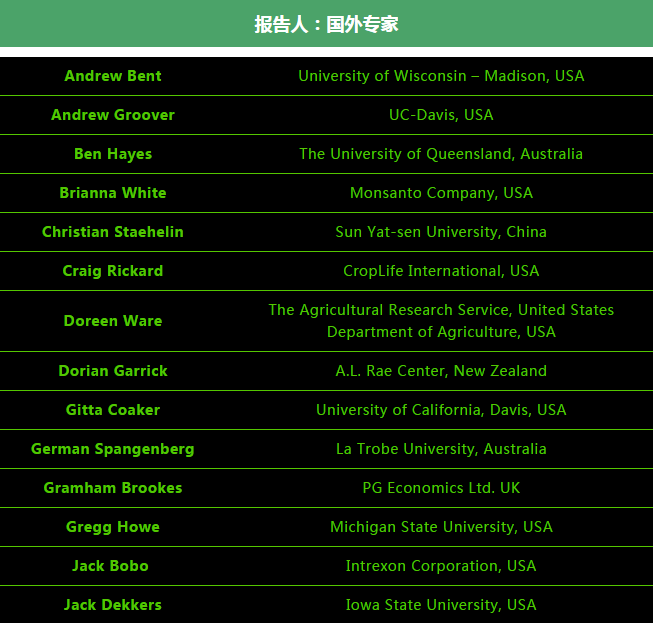 报告人：国外专家
Andrew Bent University of Wisconsin – Madison, USA
Andrew Groover UC-Davis, USA
Ben Hayes The University of Queensland, Australia
Brianna White Monsanto Company, USA
Christian Staehelin Sun Yat-sen University, China
Craig Rickard CropLife International, USA
Doreen Ware The Agricultural Research Service, United States
Department of Agriculture, USA
Dorian Garrick A.L. Rae Center, New Zealand
Gitta Coaker University of California, Davis, USA
German Spangenberg La Trobe University, Australia
Gramham Brookes PG Economics Ltd. UK
Gregg Howe Michigan State University, USA
Jack Bobo Intrexon Corporation, USA
Jack Dekkers Iowa State University, USA